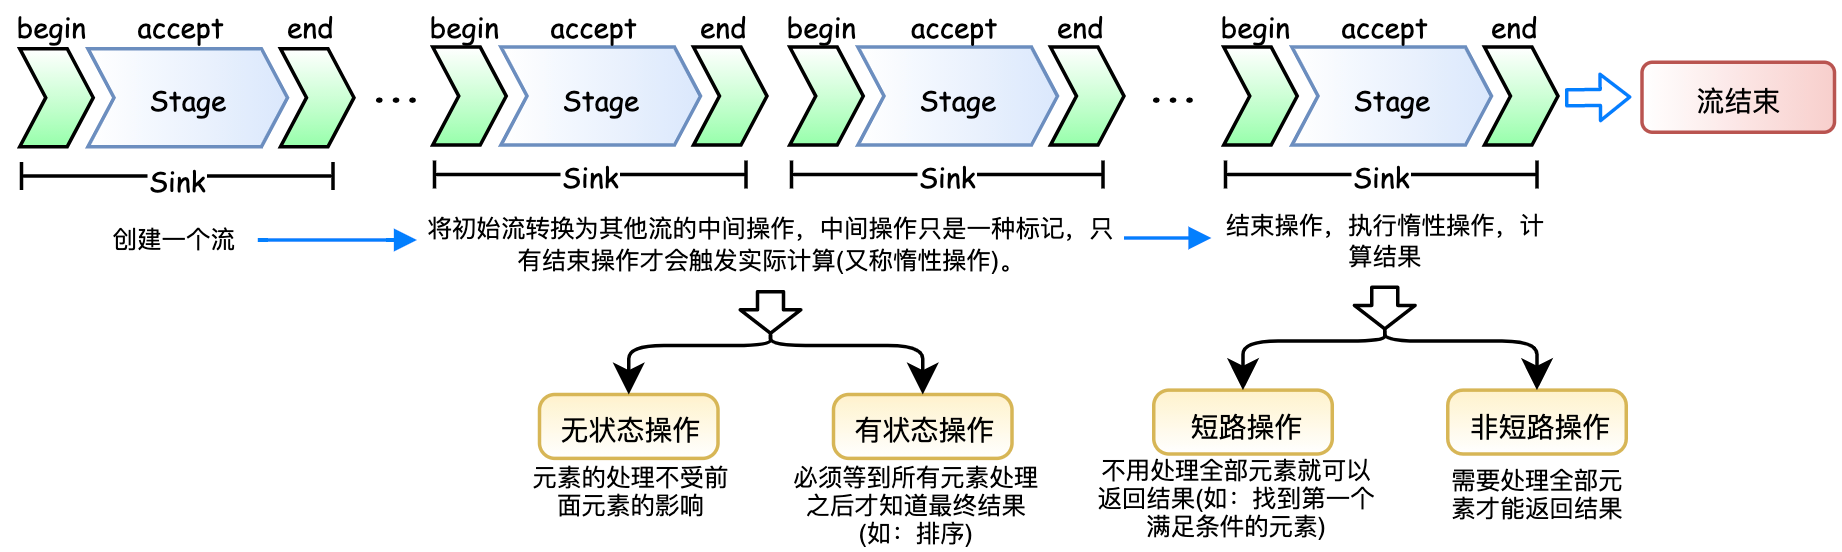 begin accept end begin accept end begin accept end begin accept end
Stage ... Stage Stage ... Stage 流结束
Sink Sink Sink Sink
创建一个流
将初始流转换为其他流的中间操作，中间操作只是一种标记，只
有结束操作才会触发实际计算(又称惰性操作)。
结束操作，执行惰性操作，计
算结果
无状态操作
元素的处理不受前
面元素的影响
有状态操作
必须等到所有元素处理
之后才知道最终结果
(如：排序)
短路操作
不用处理全部元素就可以
返回结果(如：找到第一个
满足条件的元素)
非短路操作
需要处理全部元
素才能返回结果